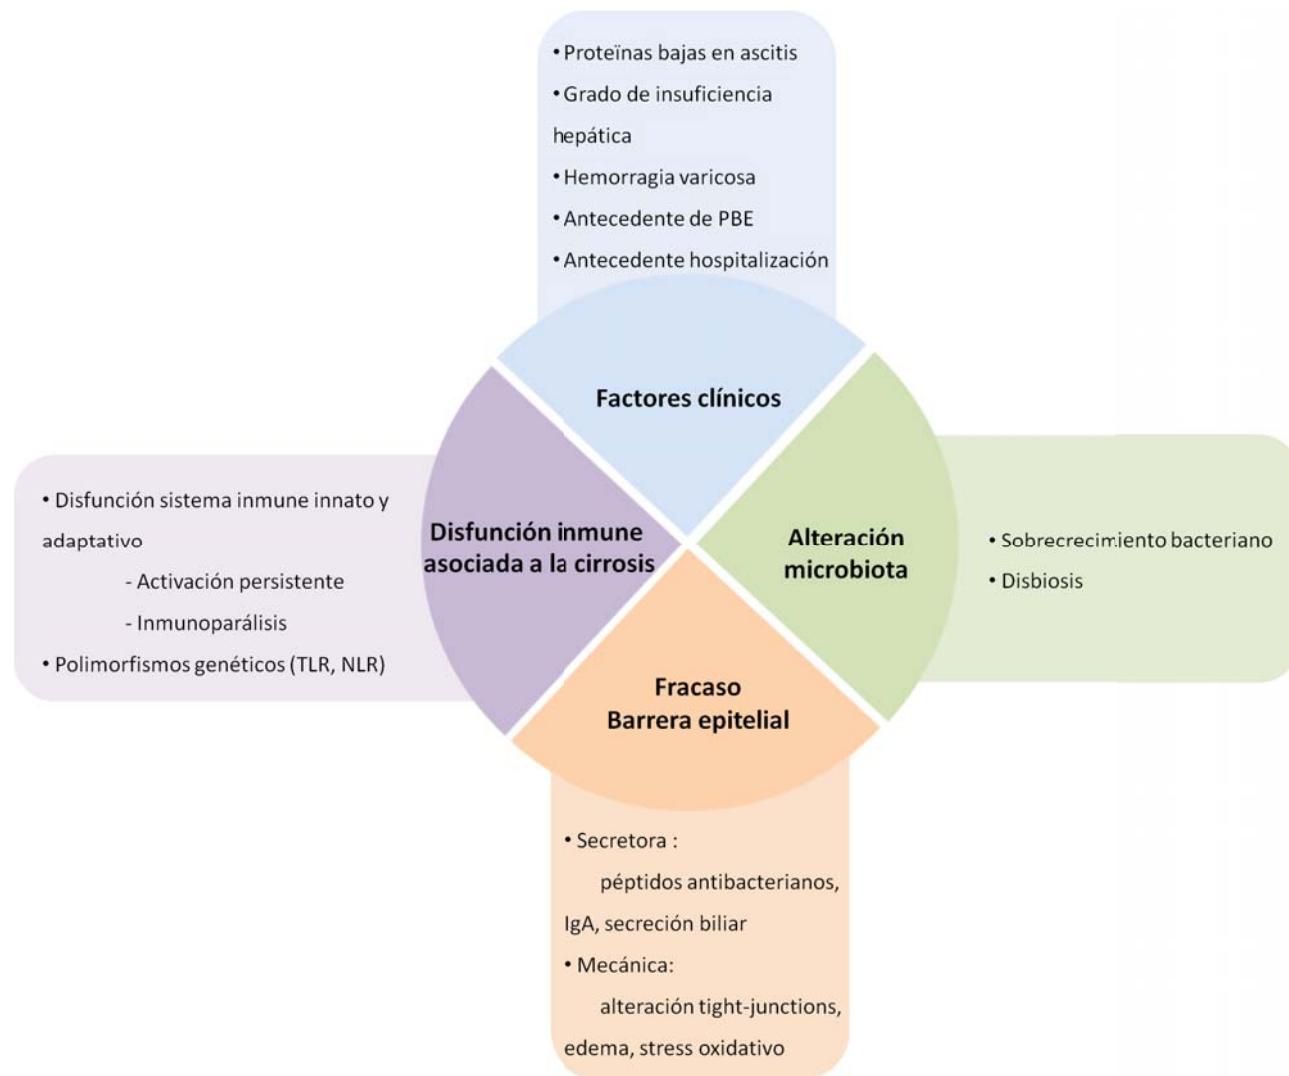 • Proteïnas bajas en ascitis
• Grado de insuficiencia
hepática
• Hemorragia varicosa
• Antecedente de PBE
• Antecedente hospitalización
Factores clínicos
• Disfunción sistema inmune innato y
adaptativo
- Activación persistente
- Inmunoparálisis
• Polimorfismos genéticos (TLR, NLR)
Disfunción inmune
asociada a la cirrosis
Alteración
microbiota
• Sobrecrecimiento bacteriano
• Disbiosis
Fracaso
Barrera epitelial
• Secretora :
péptidos antibacterianos,
IgA, secreción biliar
• Mecánica:
alteración tight-junctions,
edema, stress oxidativo